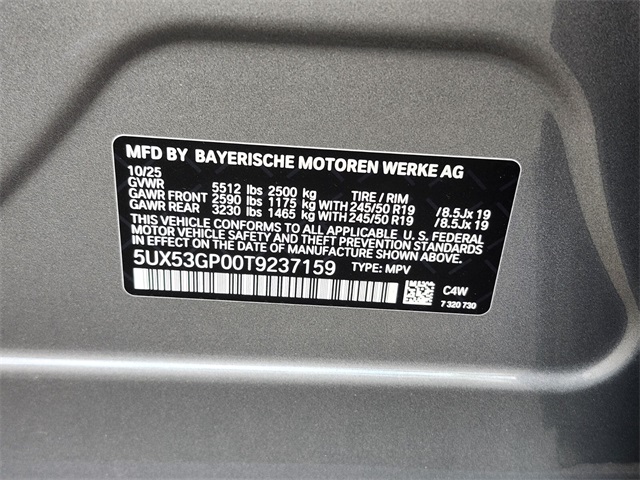 MFD BY BAYERISCHE MOTOREN WERKE AG
10/25
GVWR 5512 lbs 2500 kg TIRE / RIM
GAWR FRONT 2590 lbs 1175 kg WITH 245/50 R19 /8.5Jx 19
GAWR REAR 3230 lbs 1465 kg WITH 245/50 R19 /8.5Jx 19
THIS VEHICLE CONFORMS TO ALL APPLICABLE U.S. FEDERAL
MOTOR VEHICLE SAFETY AND THEFT PREVENTION STANDARDS
IN EFFECT ON THE DATE OF MANUFACTURE SHOWN ABOVE.
5UX53GP00T9237159 TYPE: MPV
C4W
7 320 730